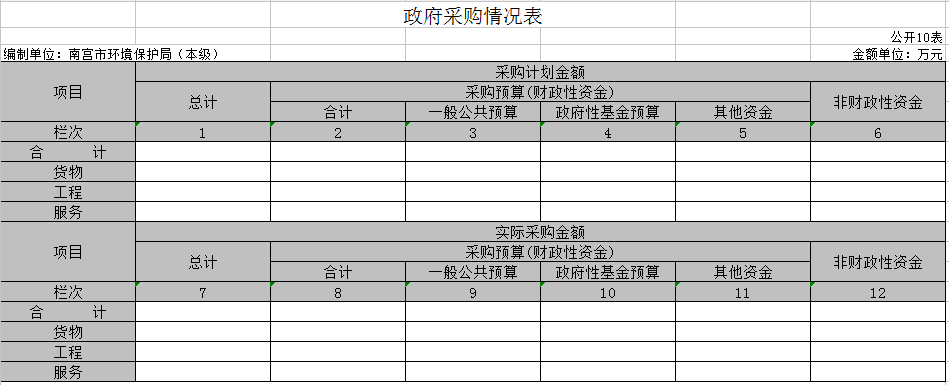 政府采购情况表
公开10表
编制单位：南宫市环境保护局（本级） 金额单位：万元
项目 采购计划金额
总计 采购预算(财政性资金) 非财政性资金
合计 一般公共预算 政府性基金预算 其他资金
栏次 1 2 3 4 5 6
合 计
货物
工程
服务
项目 实际采购金额
总计 采购预算(财政性资金) 非财政性资金
合计 一般公共预算 政府性基金预算 其他资金
栏次 7 8 9 10 11 12
合 计
货物
工程
服务